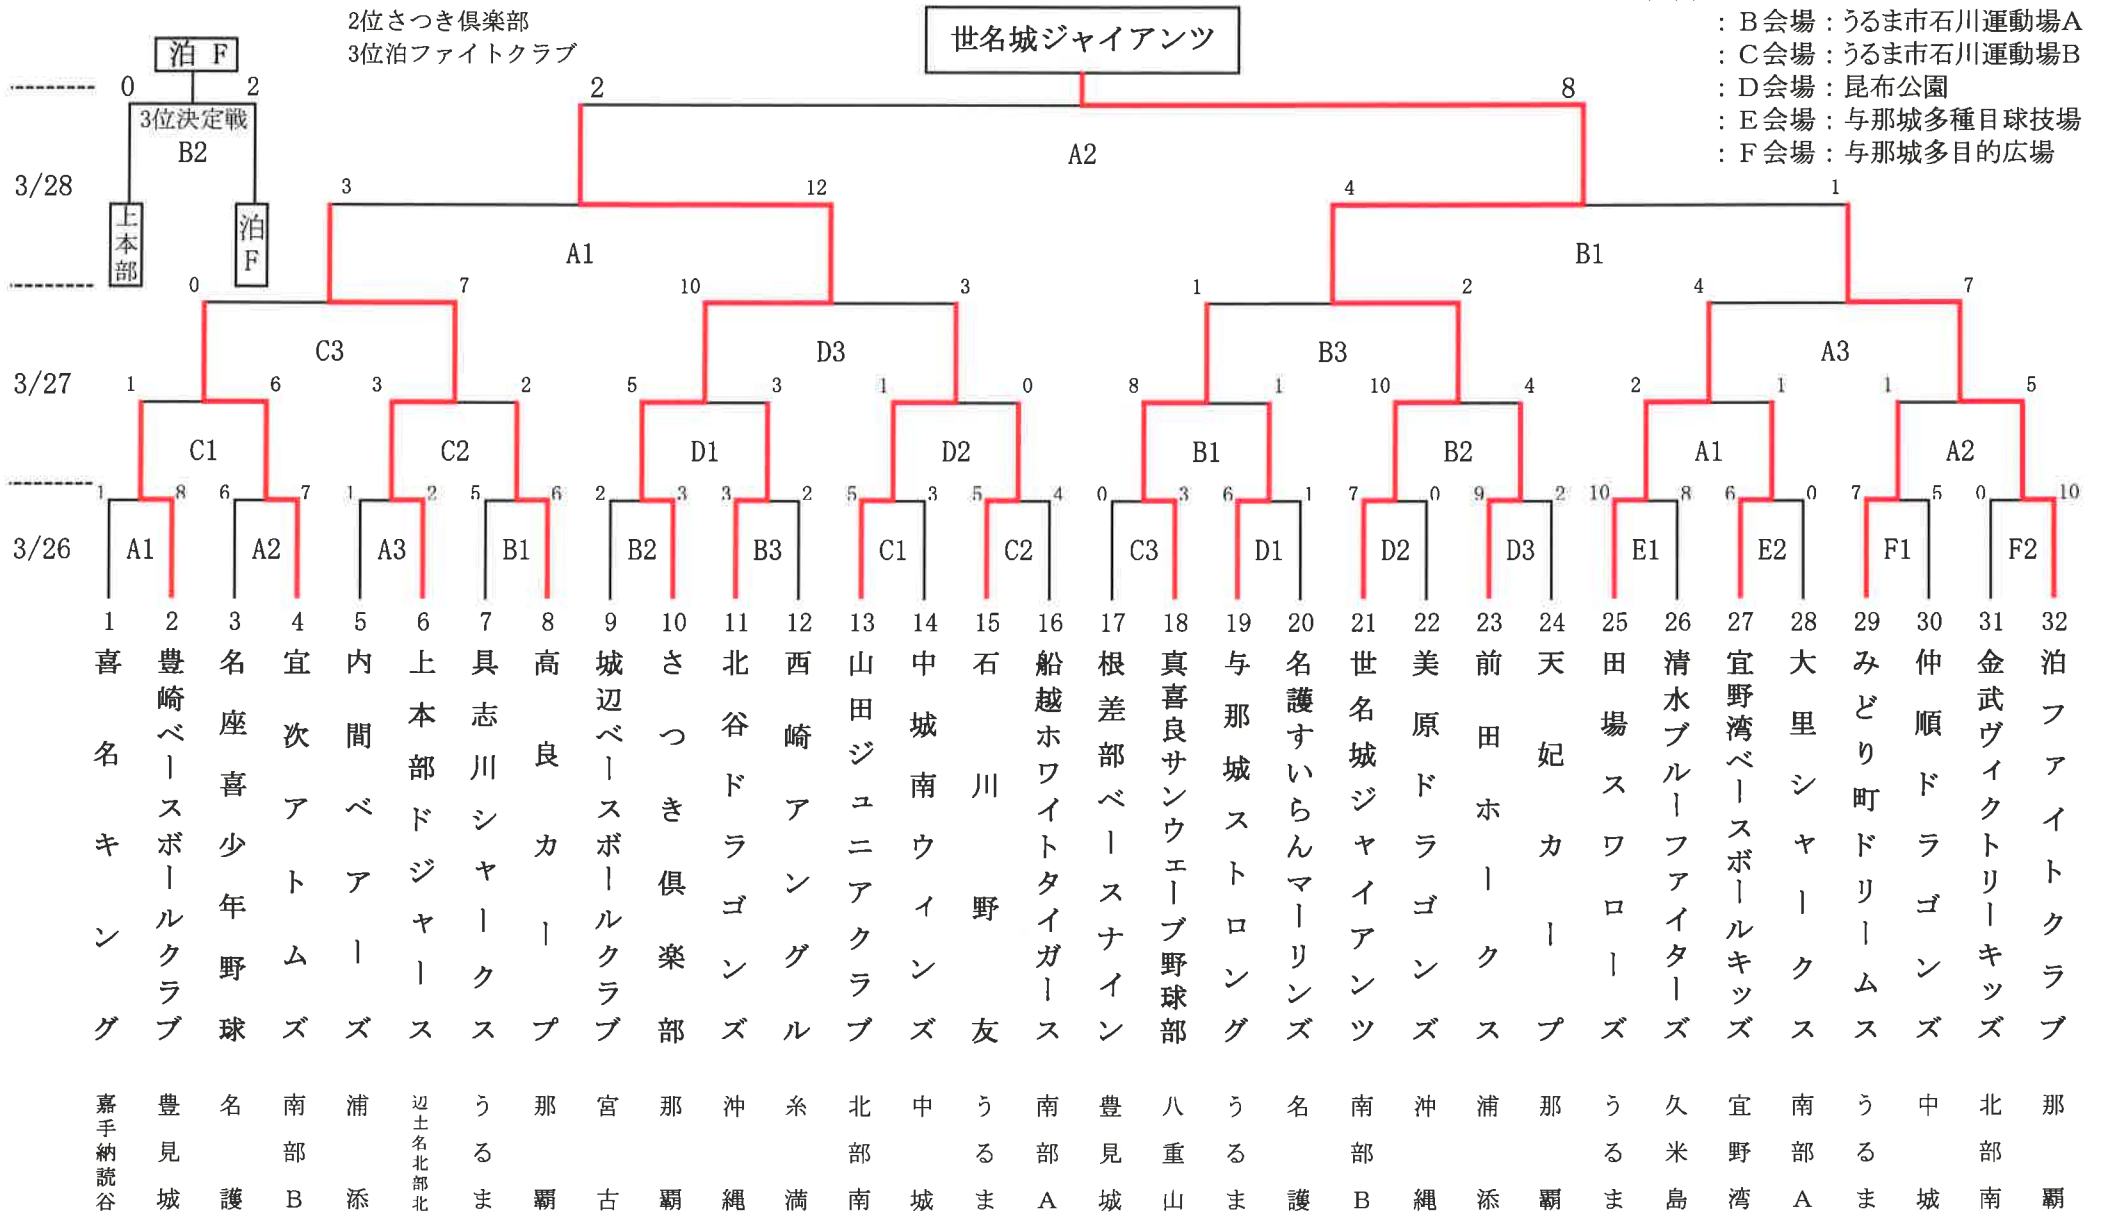 2位さつき倶楽部
3位泊ファイトクラブ
世名城ジャイアンツ
: B会場：うるま市石川運動場A
: C会場：うるま市石川運動場B
: D会場：昆布公園
: E会場：与那城多種目球技場
: F会場：与那城多目的広場
泊 F
0 2
3位決定戦
B2
上本部
泊F
2 8
A2
3/28
3 12 4 1
A1 B1
0 7 10 3 1 2 4 7
C3 D3 B3 A3
3/27
1 6 3 2 5 3 1 0 8 1 10 4 2 1 1 5
C1 C2 D1 D2 B1 B2 A1 A2
1 8 6 7 1 2 5 6 2 3 3 2 5 3 5 4 0 3 6 1 7 0 9 2 10 8 6 0 7 5 0 10
3/26
A1 A2 A3 B1 B2 B3 C1 C2 C3 D1 D2 D3 E1 E2 F1 F2
1 2 3 4 5 6 7 8 9 10 11 12 13 14 15 16 17 18 19 20 21 22 23 24 25 26 27 28 29 30 31 32
喜名キング
豊崎ベースボールクラブ
名座喜少年野球
宜次アトムズ
内間ベアーズ
上本部ドジャース
具志川シャークス
高良カープ
城辺ベースボールクラブ
さつき倶楽部
北谷ドラゴンズ
西崎アングル
山田ジュニアクラブ
中城南ウィンズ
石川野友
船越ホワイトタイガース
根差部ベースナイン
真喜良サンウェーブ野球部
与那城ストロング
名護すいらんマーリンズ
世名城ジャイアンツ
美原ドラゴンズ
前田ホークス
天妃カープ
田場スワローズ
清水ブルーファイターズ
宜野湾ベースボールキッズ
大里シャークス
みどり町ドリームス
仲順ドラゴンズ
金武ヴィクトリーキッズ
泊ファイトクラブ
嘉手納読谷
豊見城
名護
南部B
浦添
辺土名北部北
うるま
那覇
宮古
那覇
沖縄
糸満
北部南
中城
うるま
南部A
豊見城
八重山
うるま
名護
南部B
沖縄
浦添
那覇
うるま
久米島
宜野湾
南部A
うるま
中城
北部南
那覇